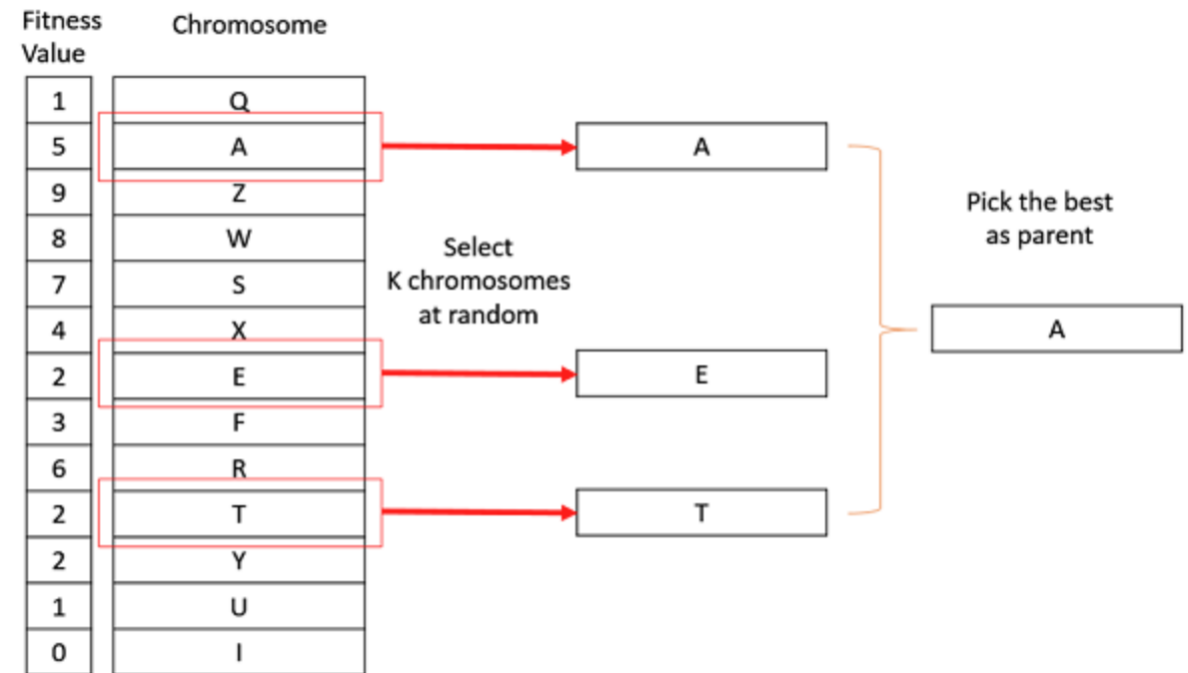 Fitness
Value
Chromosome
1 Q
5 A A
9 Z
8 W
7 S
4 X
2 E E
3 F
6 R
2 T T
2 Y
1 U
0 I
Select
K chromosomes
at random
Pick the best
as parent
A